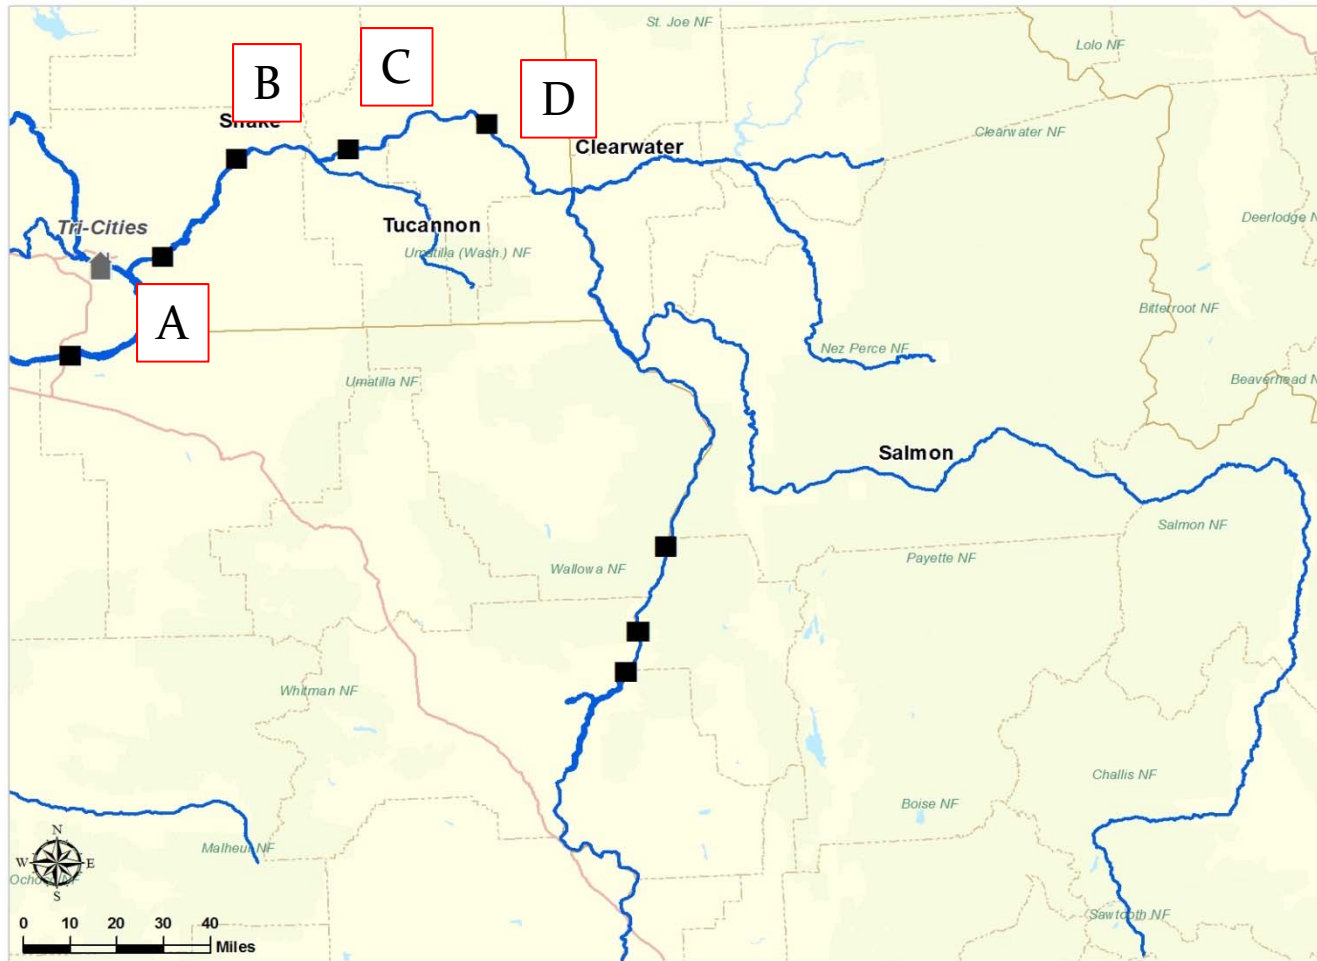 St. Joe NF
Lolo NF
B
C
D
Snake
Clearwater
Clearwater NF
Tri-Cities
Tucannon
Umatilla (Wash.) NF
Deerlodge N
A
Bitterroot NF
Nez Perce NF
Umatilla NF
Beaverhead N
Salmon
Salmon NF
Wallowa NF
Payette NF
Whitman NF
Challis NF
Boise NF
Malheur NF
N
W E
S
Ochoco NF
Sawtooth NF
0 10 20 30 40
Miles